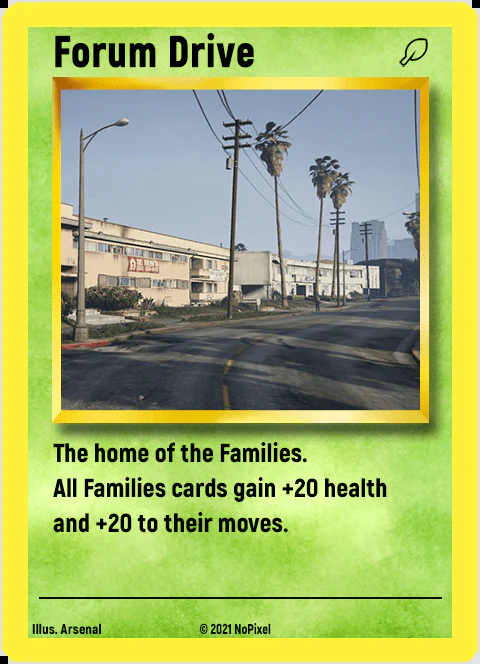 Forum Drive
The home of the Families.
All Families cards gain +20 health
and +20 to their moves.
Illus. Arsenal
© 2021 NoPixel